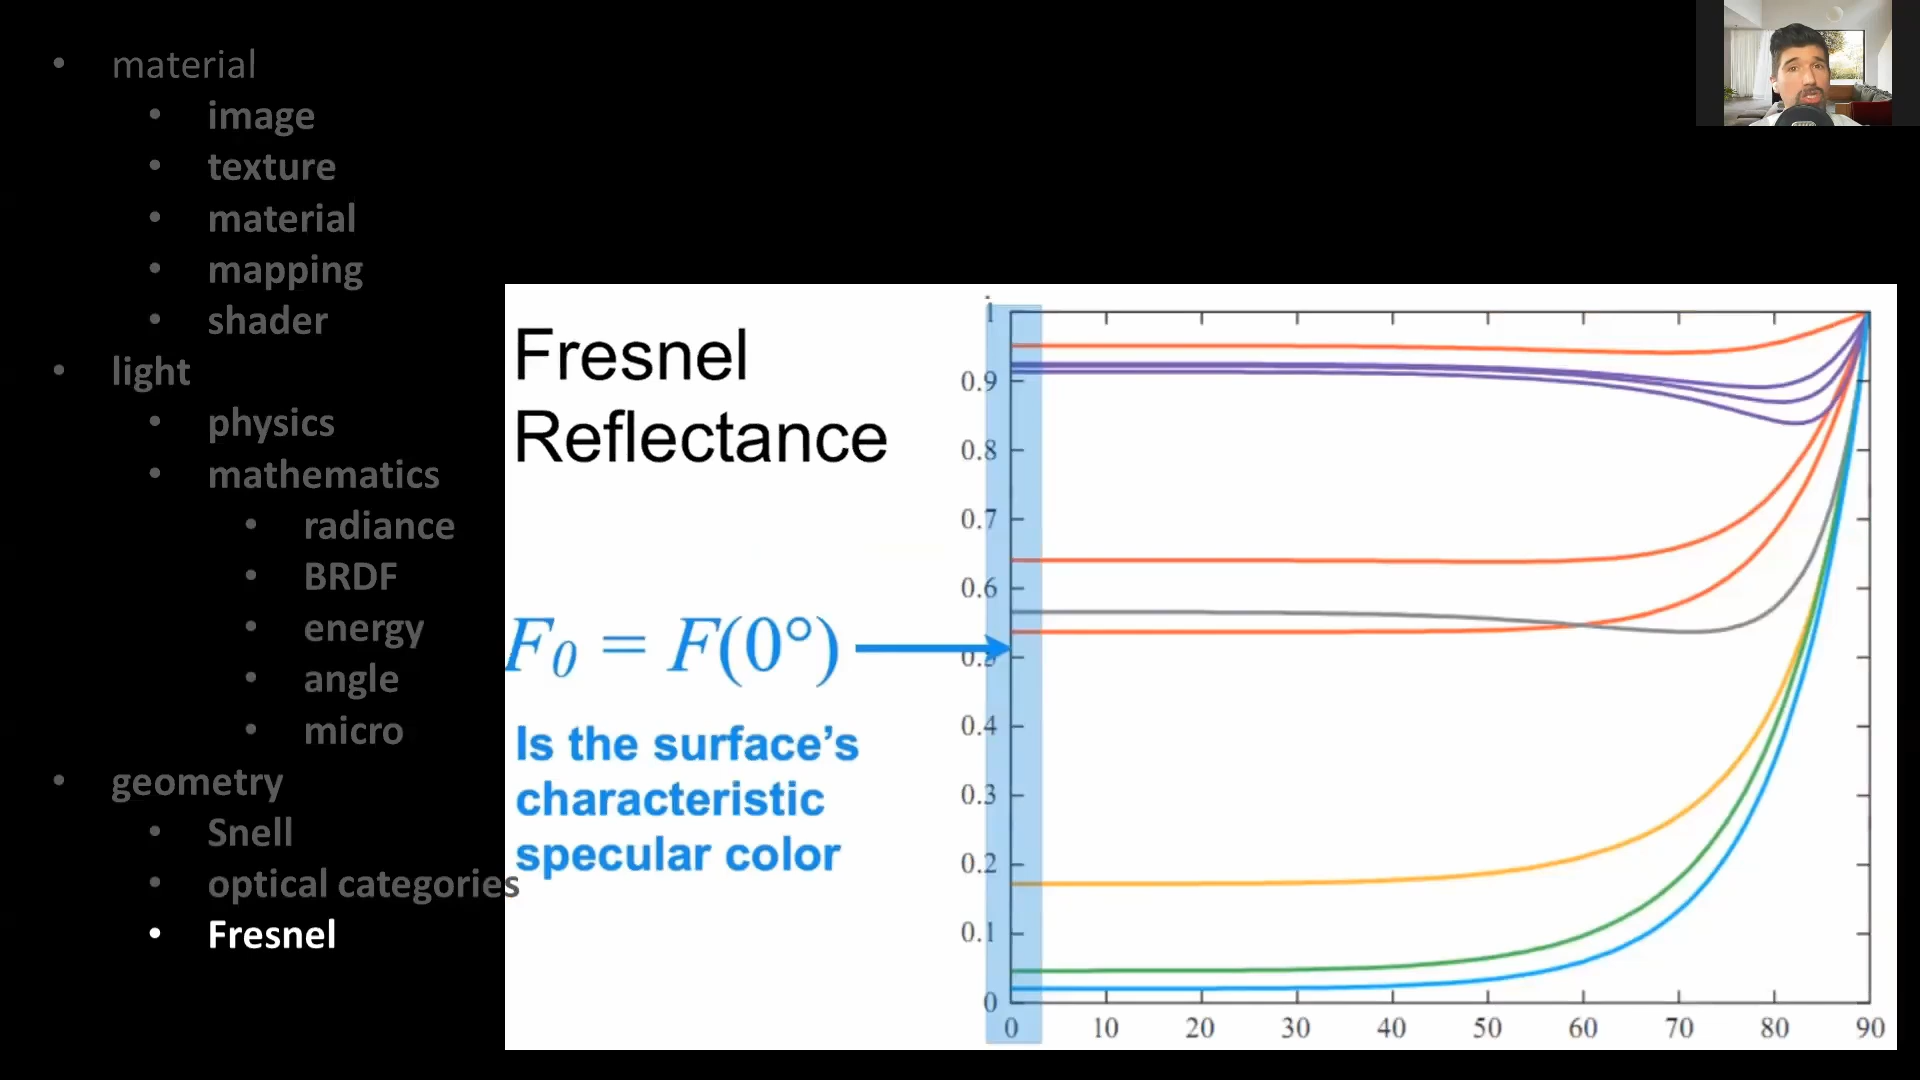 material
image
texture
material
mapping
shader
light
physics
mathematics
radiance
BRDF
energy
angle
micro
geometry
Snell
optical categories
Fresnel
Fresnel
Reflectance
F0 = F(0°)
Is the surface's
characteristic
specular color
1
0.9
0.8
0.7
0.6
0.5
0.4
0.3
0.2
0.1
0
0 10 20 30 40 50 60 70 80 90